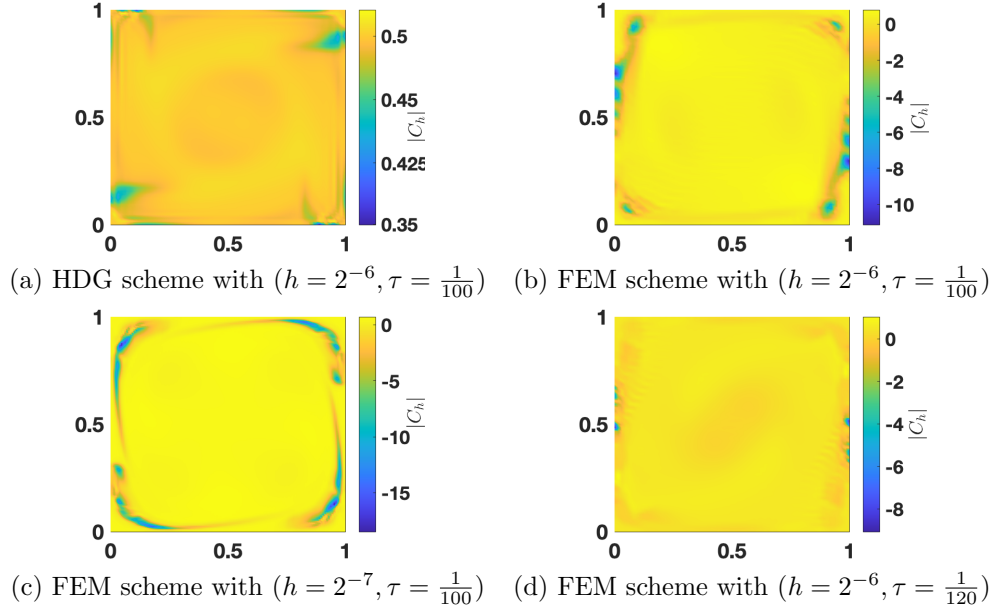 1
0.5
0
0 0.5 1
0.5
0.45
0.425
0.35
|C_h|
(a) HDG scheme with (h = 2^{-6}, τ = \frac{1}{100})
1
0.5
0
0 0.5 1
0
-2
-4
-6
-8
-10
|C_h|
(b) FEM scheme with (h = 2^{-6}, τ = \frac{1}{100})
1
0.5
0
0 0.5 1
0
-5
-10
-15
|C_h|
(c) FEM scheme with (h = 2^{-7}, τ = \frac{1}{100})
1
0.5
0
0 0.5 1
0
-2
-4
-6
-8
|C_h|
(d) FEM scheme with (h = 2^{-6}, τ = \frac{1}{120})